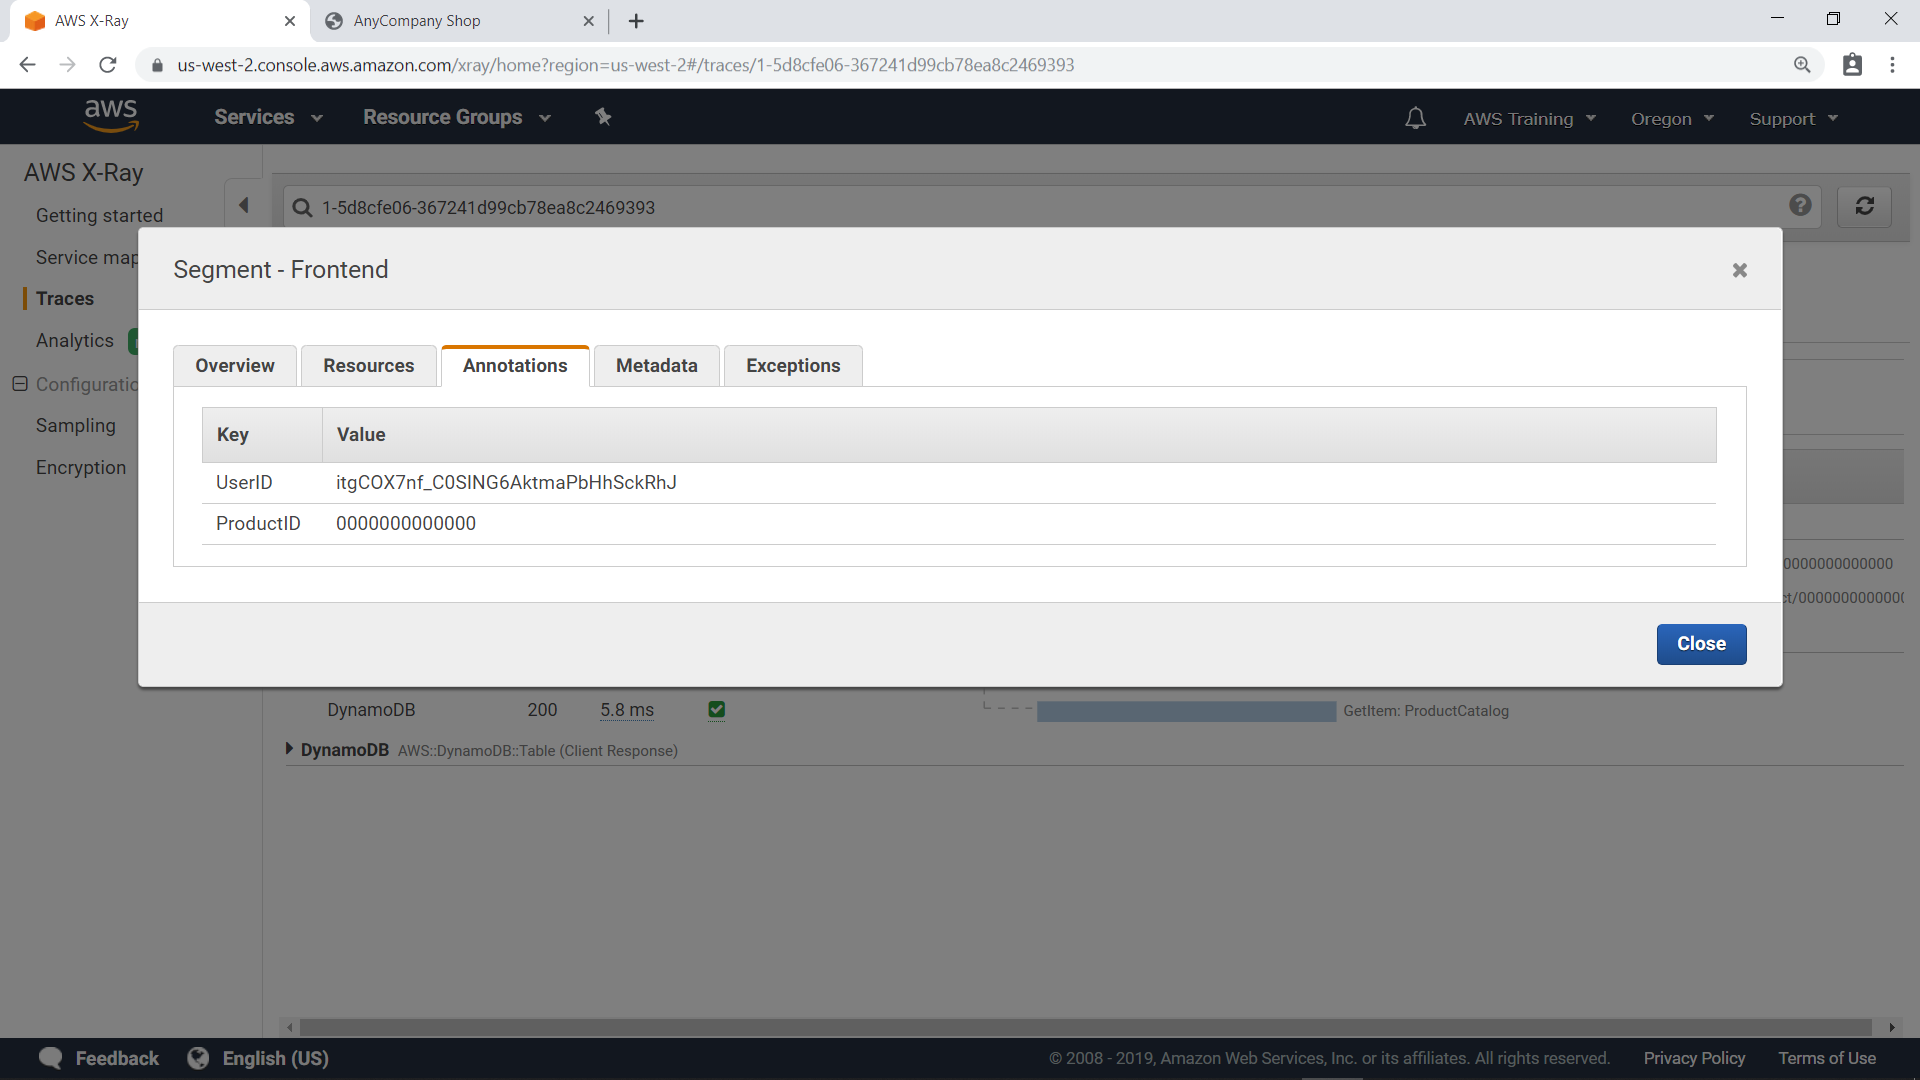 AWS X-Ray
AnyCompany Shop
us-west-2.console.aws.amazon.com/xray/home?region=us-west-2#/traces/1-5d8cfe06-367241d99cb78ea8c2469393
aws
Services
Resource Groups
AWS Training
Oregon
Support
AWS X-Ray
Getting started
Service map
Traces
Analytics
Sampling
Encryption
1-5d8cfe06-367241d99cb78ea8c2469393
Segment - Frontend
Overview
Resources
Annotations
Metadata
Exceptions
Key Value
UserID itgCOX7nf_C0SING6AktmaPbHhSckRhJ
ProductID 0000000000000
Close
DynamoDB 200 5.8 ms GetItem: ProductCatalog
DynamoDB AWS::DynamoDB::Table (Client Response)
Feedback
English (US)
© 2008 - 2019, Amazon Web Services, Inc. or its affiliates. All rights reserved.
Privacy Policy
Terms of Use